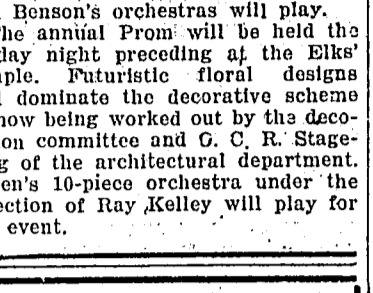 Benson's orchestras will play.
he annual Prom will be held the
day night preceding at the Elks'
ple. Futuristic floral designs
dominate the decorative scheme
now being worked out by the deco-
on committee and G. C. R. Stage-
g of the architectural department.
en's 10-piece orchestra under the
ection of Ray Kelley will play for
event.